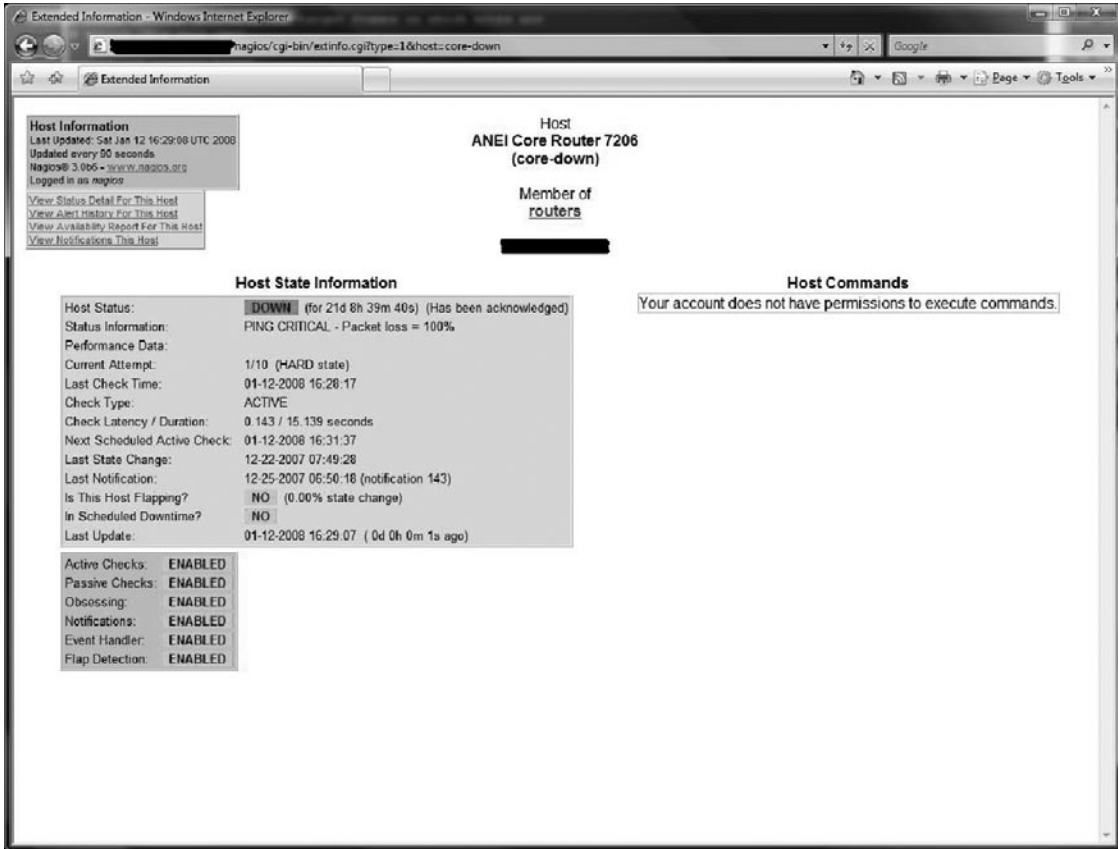 Extended Information - Windows Internet Explorer
nagios/cgi-bin/extinfo.cgi?type=1&host=core-down
Google
Extended Information
Page
Tools
Host Information
Last Updated: Sat Jan 12 16:29:08 UTC 2008
Updated every 90 seconds
Nagios® 3.0b6 - www.nagios.org
Logged in as nagios
View Status Detail For This Host
View Alert History For This Host
View Availability Report For This Host
View Notifications This Host
Host
ANEI Core Router 7206
(core-down)
Member of
routers
Host State Information
Host Status: DOWN (for 21d 8h 39m 40s) (Has been acknowledged)
Status Information: PING CRITICAL - Packet loss = 100%
Performance Data:
Current Attempt: 1/10 (HARD state)
Last Check Time: 01-12-2008 16:28:17
Check Type: ACTIVE
Check Latency / Duration: 0.143 / 15.139 seconds
Next Scheduled Active Check: 01-12-2008 16:31:37
Last State Change: 12-22-2007 07:49:28
Last Notification: 12-25-2007 06:50:18 (notification 143)
Is This Host Flapping? NO (0.00% state change)
In Scheduled Downtime? NO
Last Update: 01-12-2008 16:29:07 ( 0d 0h 0m 1s ago)
Active Checks: ENABLED
Passive Checks: ENABLED
Obsessing: ENABLED
Notifications: ENABLED
Event Handler: ENABLED
Flap Detection: ENABLED
Host Commands
Your account does not have permissions to execute commands.